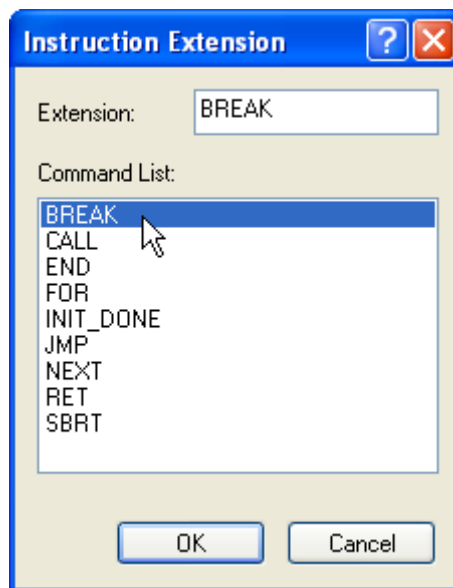 Instruction Extension
Extension: BREAK
Command List:
BREAK
CALL
END
FOR
INIT_DONE
JMP
NEXT
RET
SBRT
OK Cancel